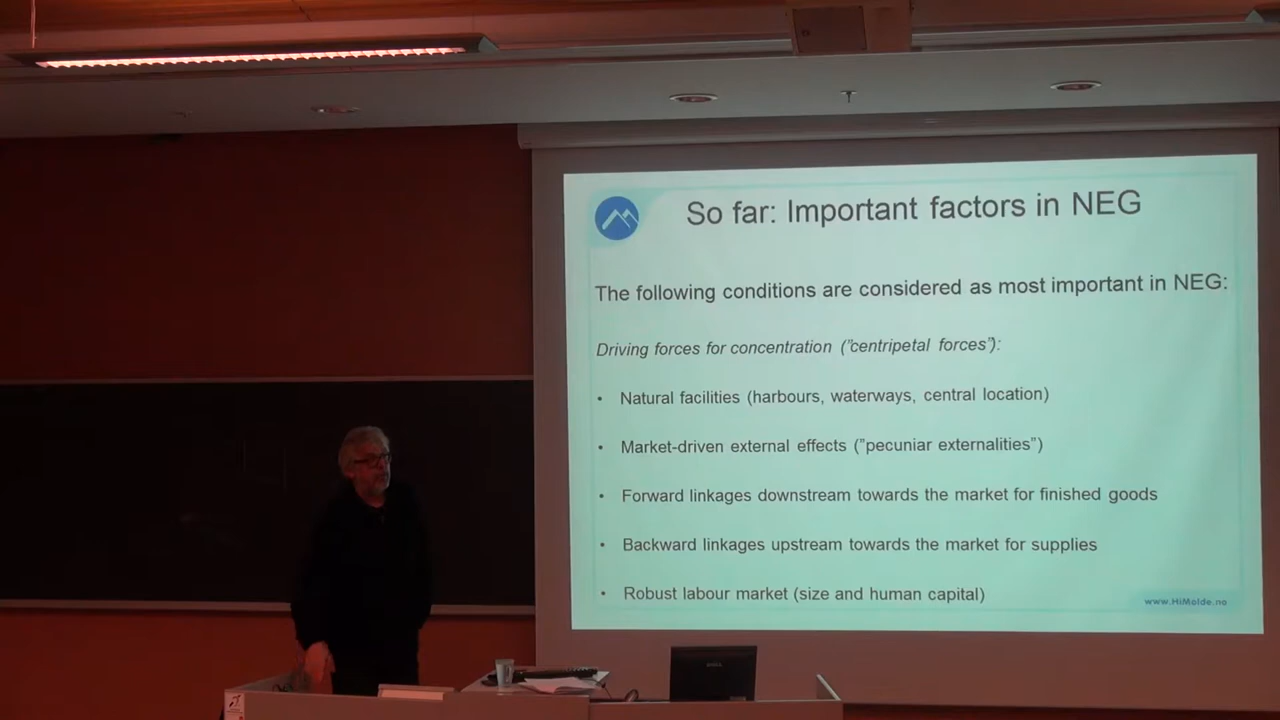 So far: Important factors in NEG
The following conditions are considered as most important in NEG:
Driving forces for concentration ("centripetal forces"):
• Natural facilities (harbours, waterways, central location)
• Market-driven external effects ("pecuniar externalities")
• Forward linkages downstream towards the market for finished goods
• Backward linkages upstream towards the market for supplies
• Robust labour market (size and human capital)
www.HiMolde.no
DELL